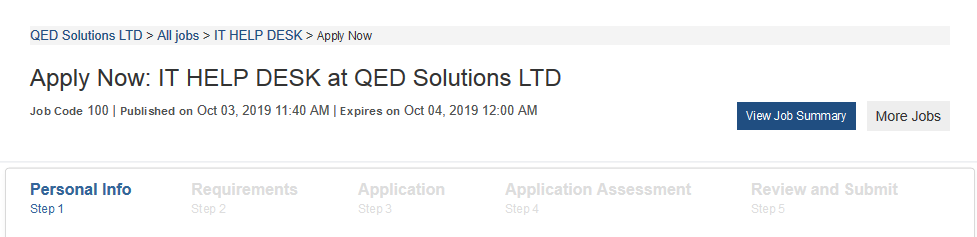 QED Solutions LTD > All jobs > IT HELP DESK > Apply Now
Apply Now: IT HELP DESK at QED Solutions LTD
Job Code 100 | Published on Oct 03, 2019 11:40 AM | Expires on Oct 04, 2019 12:00 AM
View Job Summary More Jobs
Personal Info Requirements Application Application Assessment Review and Submit
Step 1 Step 2 Step 3 Step 4 Step 5